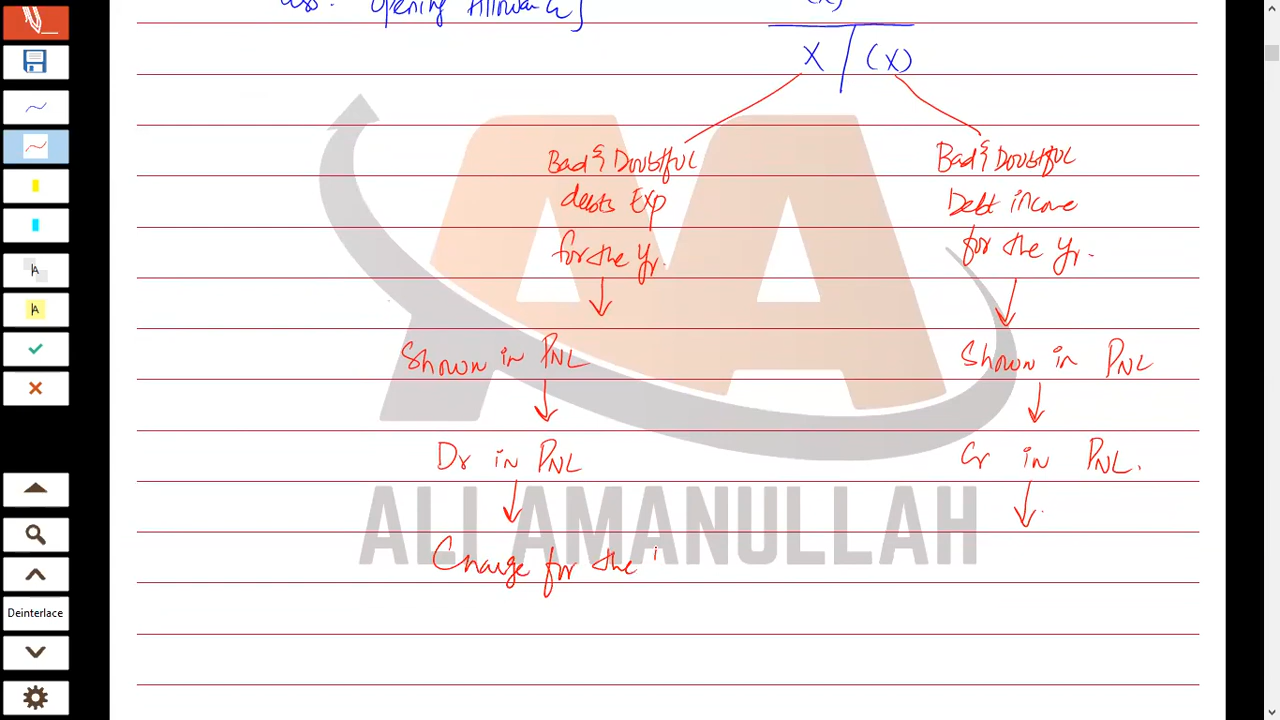 Opening Allowance]
X (X)
Bad & Doubtful
debts Exp
for the Yr.
Bad & Doubtful
Debt income
for the Yr.
Shown in PNL
Shown in PNL
Dr in PNL
Cr in PNL.
Charge for the
ALI AMANULLAH
Deinterlace